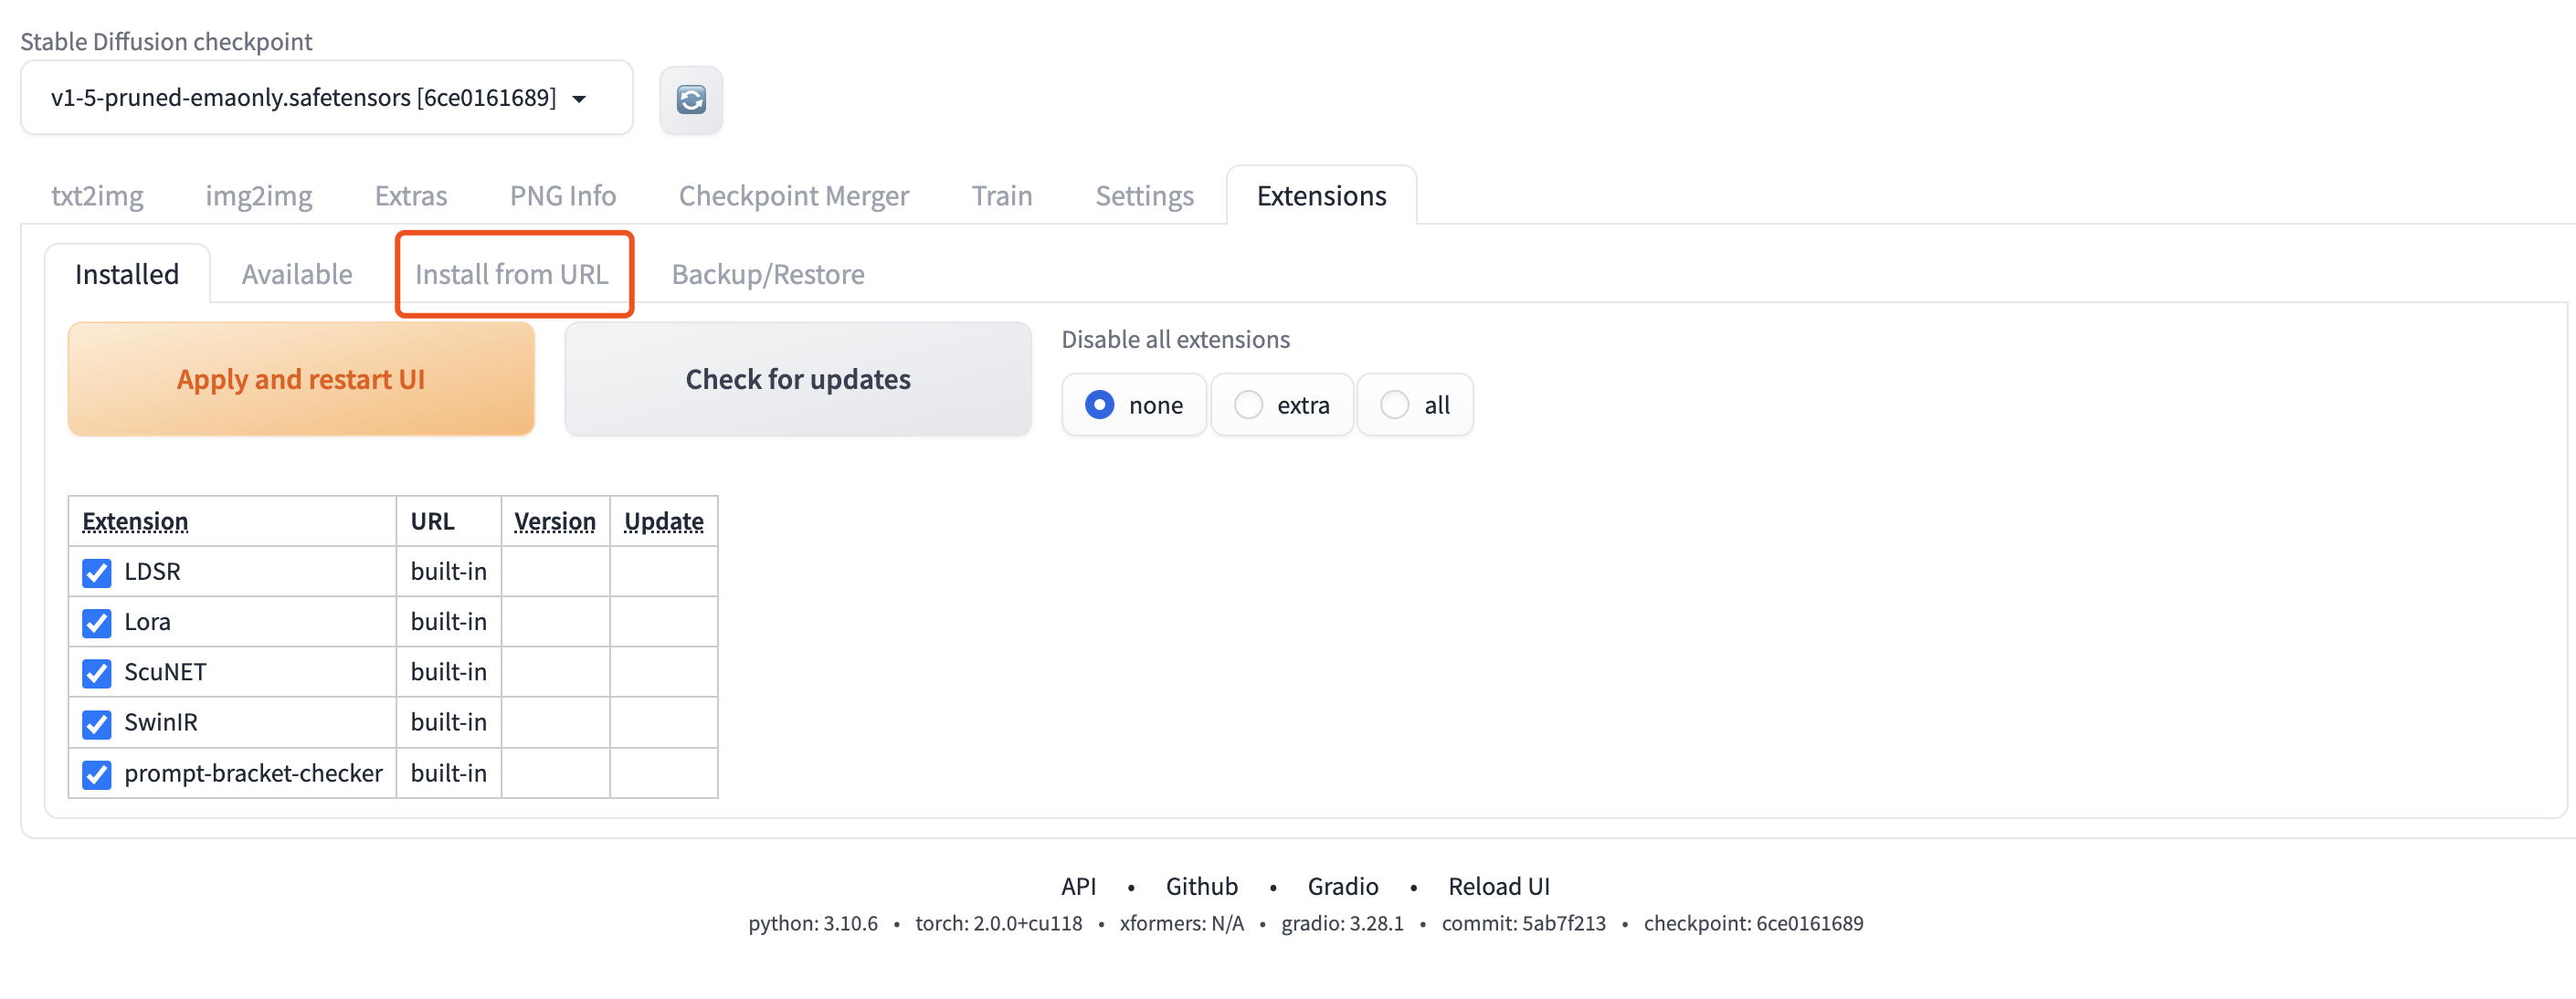 Stable Diffusion checkpoint
v1-5-pruned-emaonly.safetensors [6ce0161689]
txt2img img2img Extras PNG Info Checkpoint Merger Train Settings Extensions
Installed Available Install from URL Backup/Restore
Apply and restart UI Check for updates Disable all extensions
none extra all
Extension URL Version Update
LDSR built-in
Lora built-in
ScuNET built-in
SwinIR built-in
prompt-bracket-checker built-in
API • Github • Gradio • Reload UI
python: 3.10.6 • torch: 2.0.0+cu118 • xformers: N/A • gradio: 3.28.1 • commit: 5ab7f213 • checkpoint: 6ce0161689